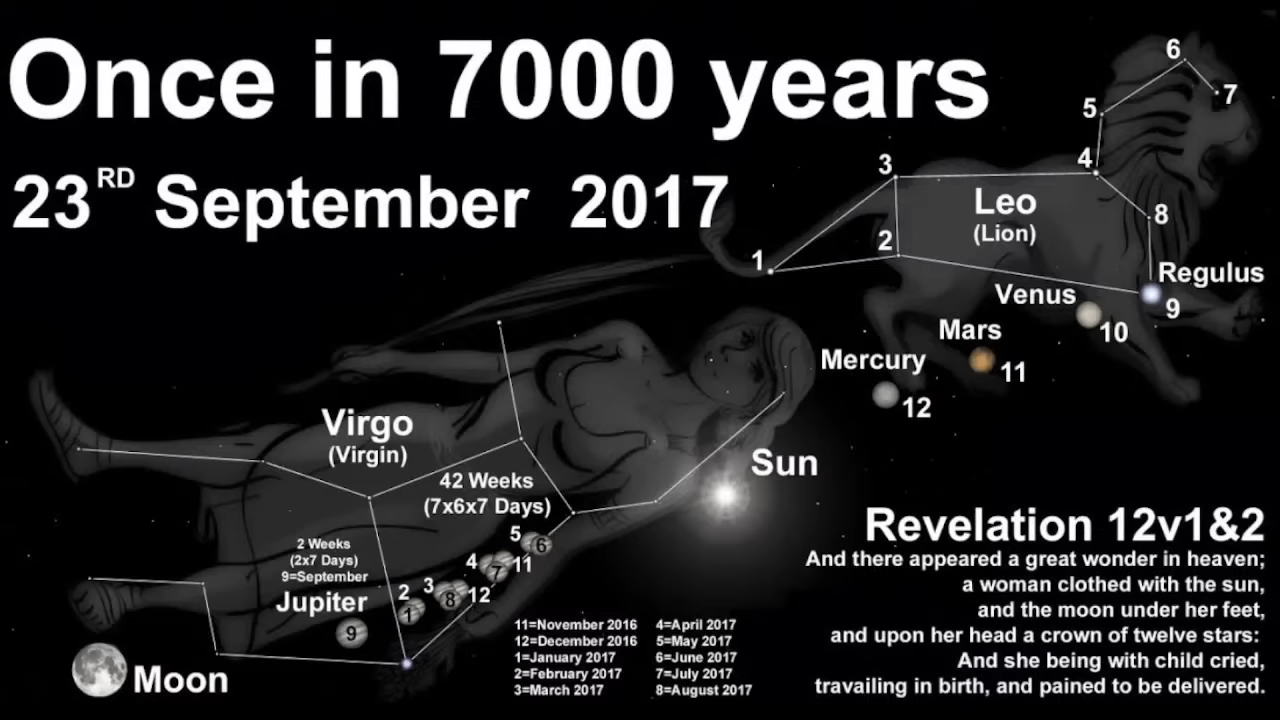 Once in 7000 years
23RD September 2017
6
7
5
3
4
Leo
(Lion)
8
2
1
Regulus
9
Venus
10
Mars
11
Mercury
12
Virgo
(Virgin)
Sun
42 Weeks
(7x6x7 Days)
2 Weeks
(2x7 Days)
9=September
Jupiter
9
2
1
3
8
12
4
7
11
5
6
Moon
11=November 2016
12=December 2016
1=January 2017
2=February 2017
3=March 2017
4=April 2017
5=May 2017
6=June 2017
7=July 2017
8=August 2017
Revelation 12v1&2
And there appeared a great wonder in heaven;
a woman clothed with the sun,
and the moon under her feet,
and upon her head a crown of twelve stars:
And she being with child cried,
travailing in birth, and pained to be delivered.